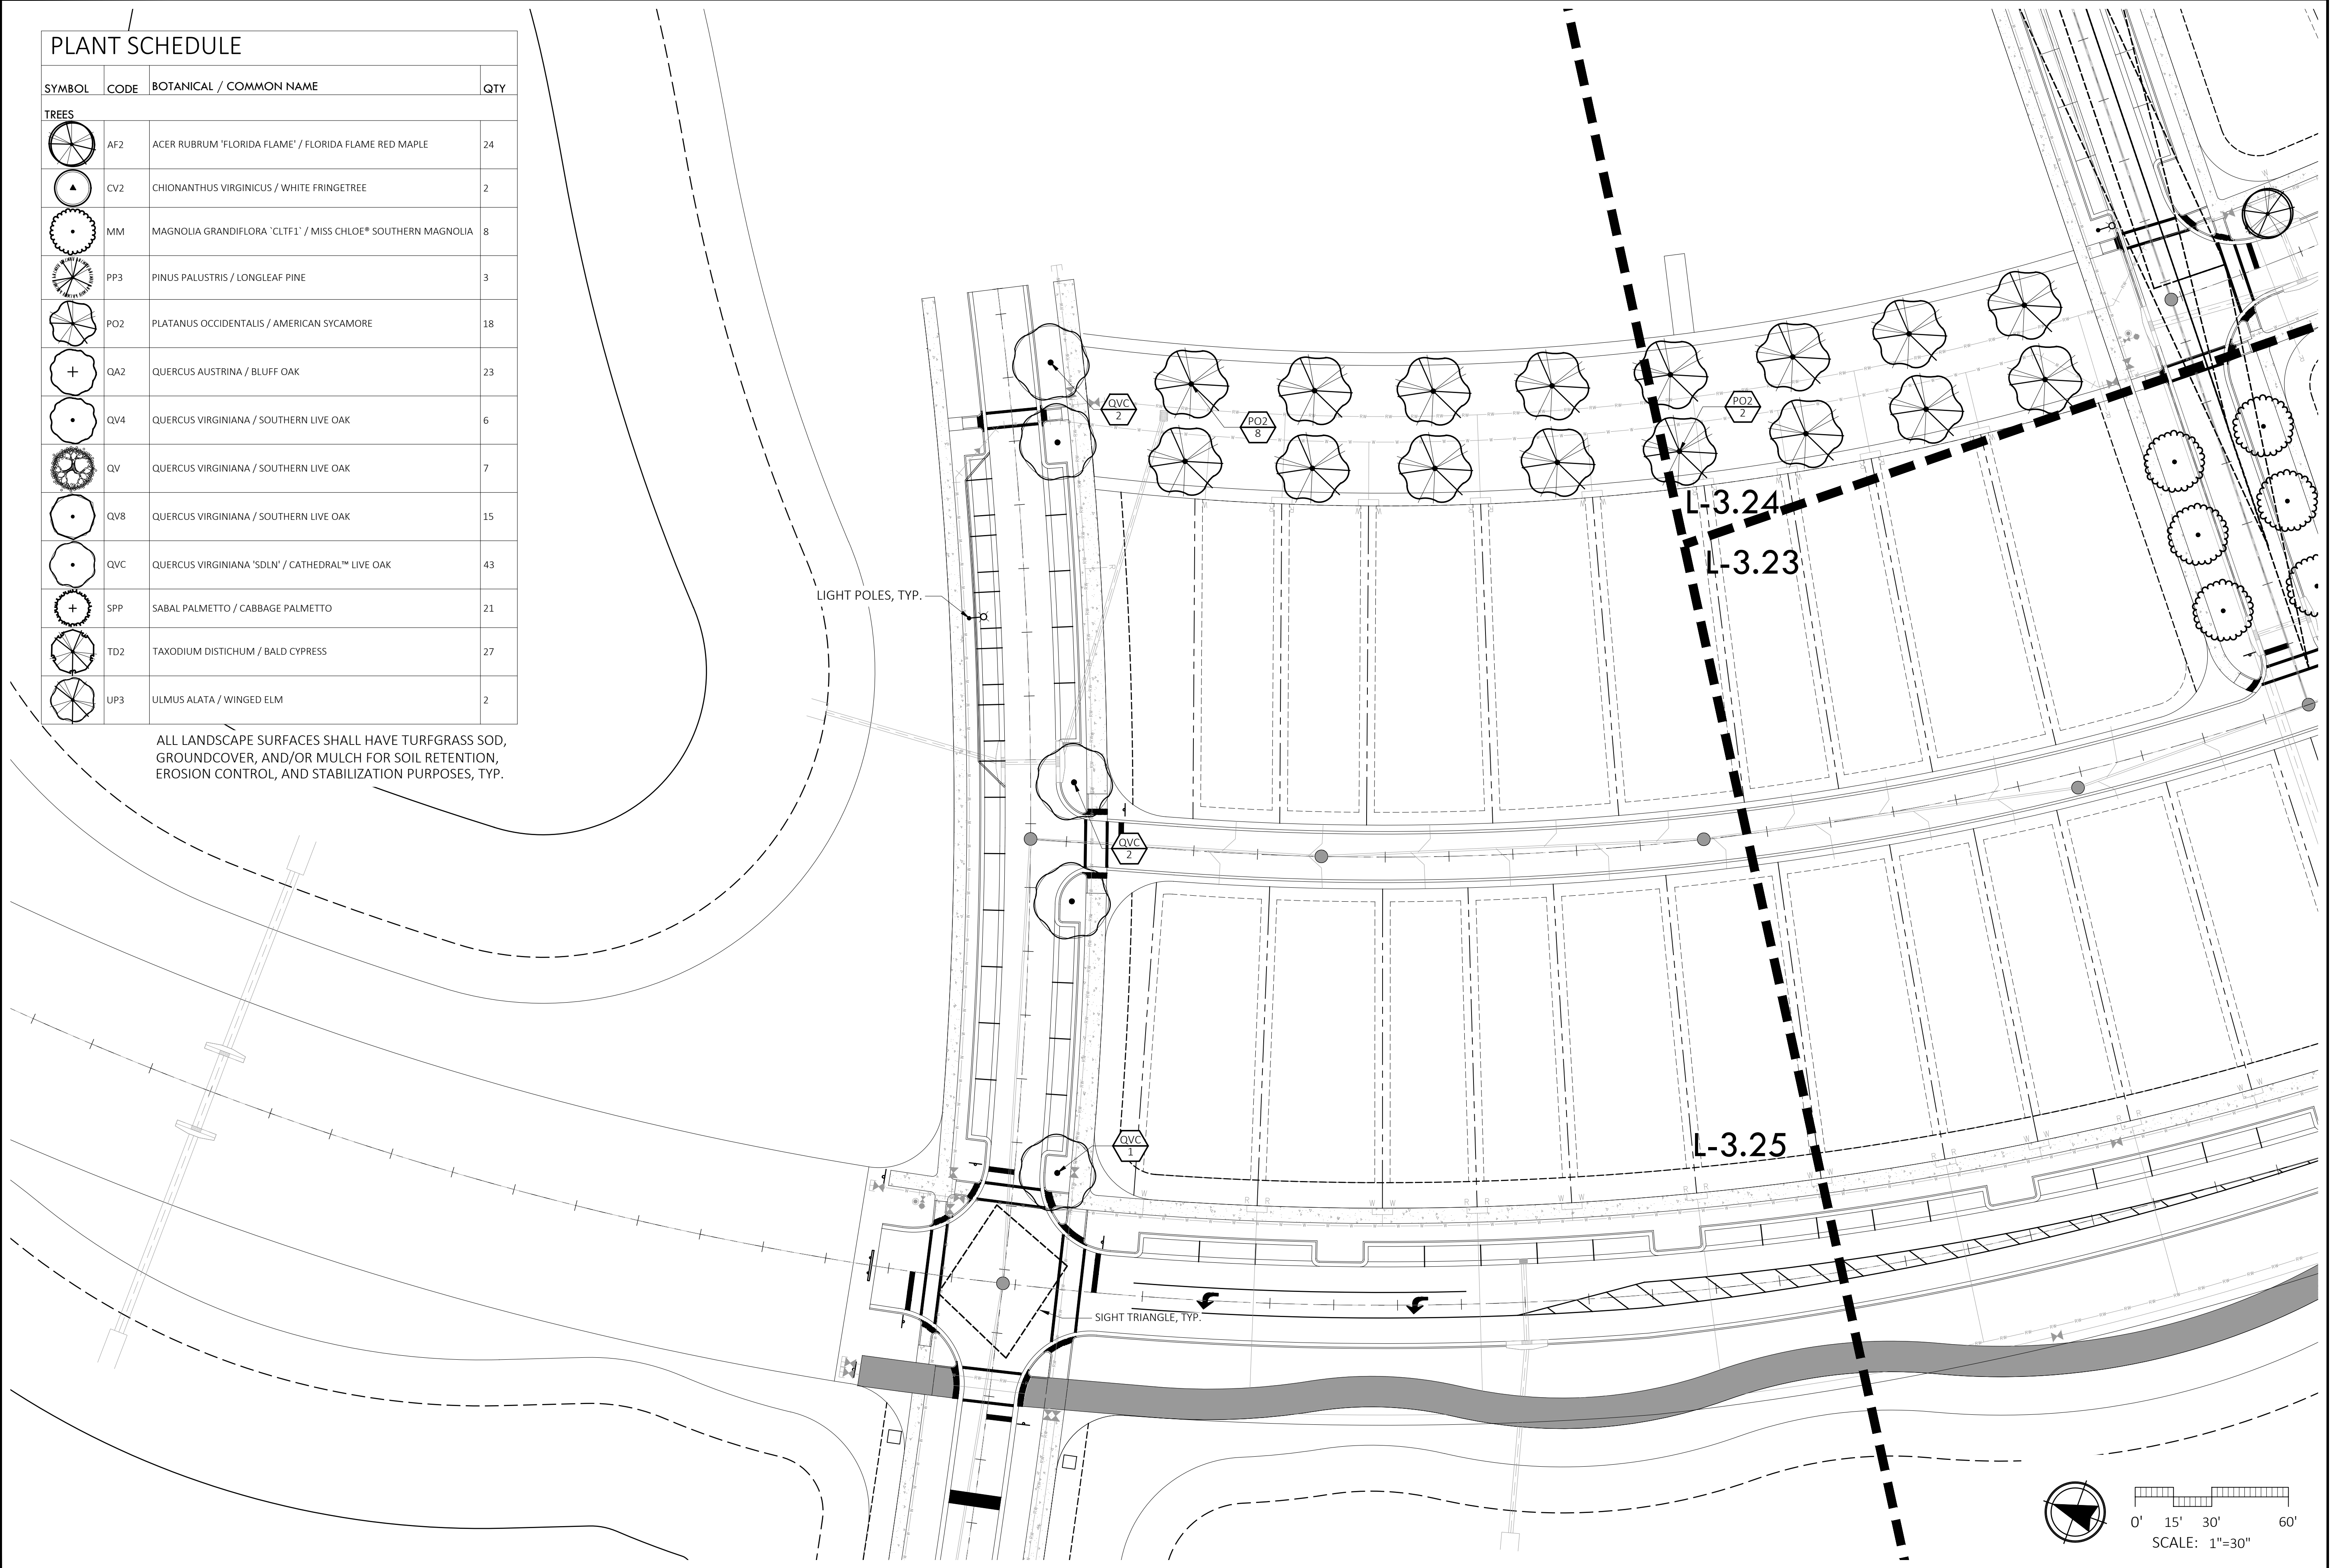 PLANT SCHEDULE
SYMBOL CODE BOTANICAL / COMMON NAME QTY
TREES
AF2 ACER RUBRUM 'FLORIDA FLAME' / FLORIDA FLAME RED MAPLE 24
CV2 CHIONANTHUS VIRGINICUS / WHITE FRINGETREE 2
MM MAGNOLIA GRANDIFLORA `CLTF1` / MISS CHLOE® SOUTHERN MAGNOLIA 8
PP3 PINUS PALUSTRIS / LONGLEAF PINE 3
PO2 PLATANUS OCCIDENTALIS / AMERICAN SYCAMORE 18
QA2 QUERCUS AUSTRINA / BLUFF OAK 23
QV4 QUERCUS VIRGINIANA / SOUTHERN LIVE OAK 6
QV QUERCUS VIRGINIANA / SOUTHERN LIVE OAK 7
QV8 QUERCUS VIRGINIANA / SOUTHERN LIVE OAK 15
QVC QUERCUS VIRGINIANA 'SDLN' / CATHEDRAL™ LIVE OAK 43
SPP SABAL PALMETTO / CABBAGE PALMETTO 21
TD2 TAXODIUM DISTICHUM / BALD CYPRESS 27
UP3 ULMUS ALATA / WINGED ELM 2
ALL LANDSCAPE SURFACES SHALL HAVE TURFGRASS SOD,
GROUNDCOVER, AND/OR MULCH FOR SOIL RETENTION,
EROSION CONTROL, AND STABILIZATION PURPOSES, TYP.
QVC
2
PO2
8
PO2
2
L-3.24
L-3.23
LIGHT POLES, TYP.
QVC
2
QVC
1
L-3.25
SIGHT TRIANGLE, TYP.
0' 15' 30' 60'
SCALE: 1"=30"